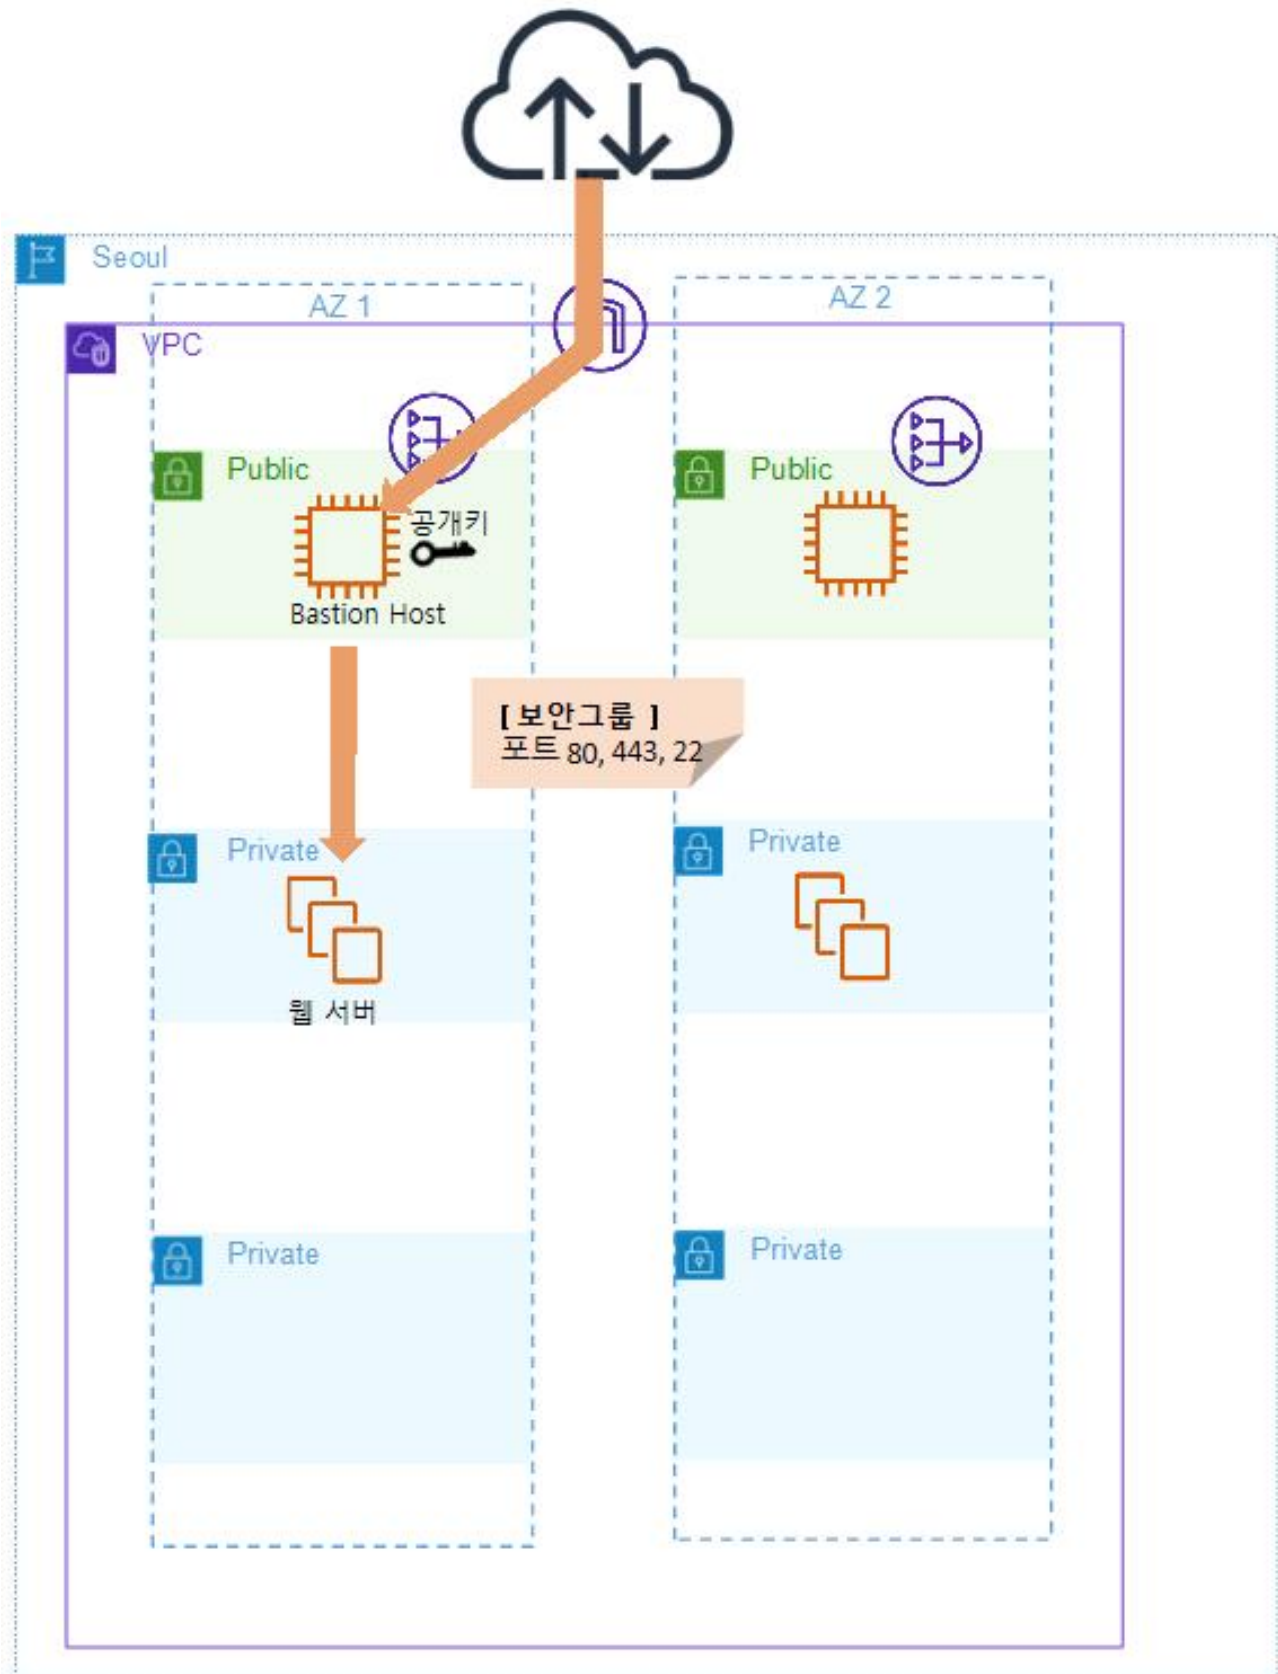 Seoul
AZ 1
AZ 2
VPC
Public
Public
공개키
Bastion Host
[ 보안그룹 ]
포트 80, 443, 22
Private
Private
웹 서버
Private
Private